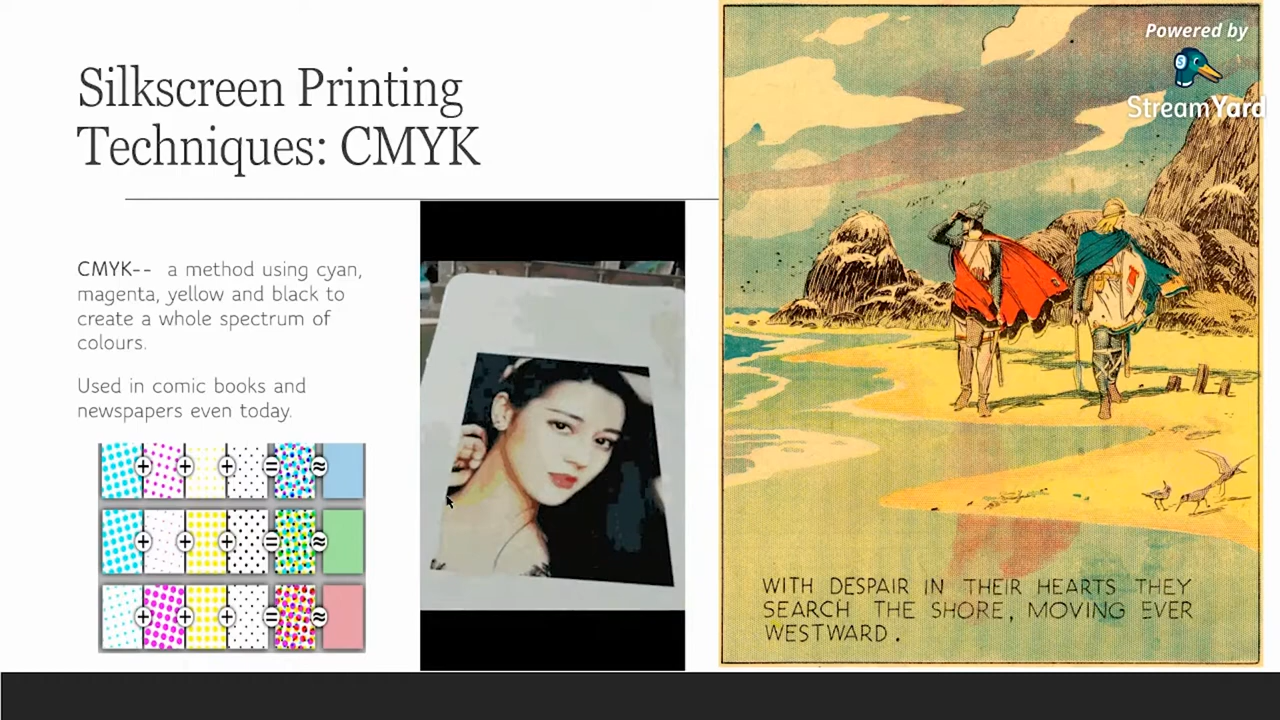 Silkscreen Printing
Techniques: CMYK
CMYK-- a method using cyan,
magenta, yellow and black to
create a whole spectrum of
colours.
Used in comic books and
newspapers even today.
+ + + = ≈
+ + + = ≈
+ + + = ≈
Powered by
StreamYard
WITH DESPAIR IN THEIR HEARTS THEY
SEARCH THE SHORE, MOVING EVER
WESTWARD.